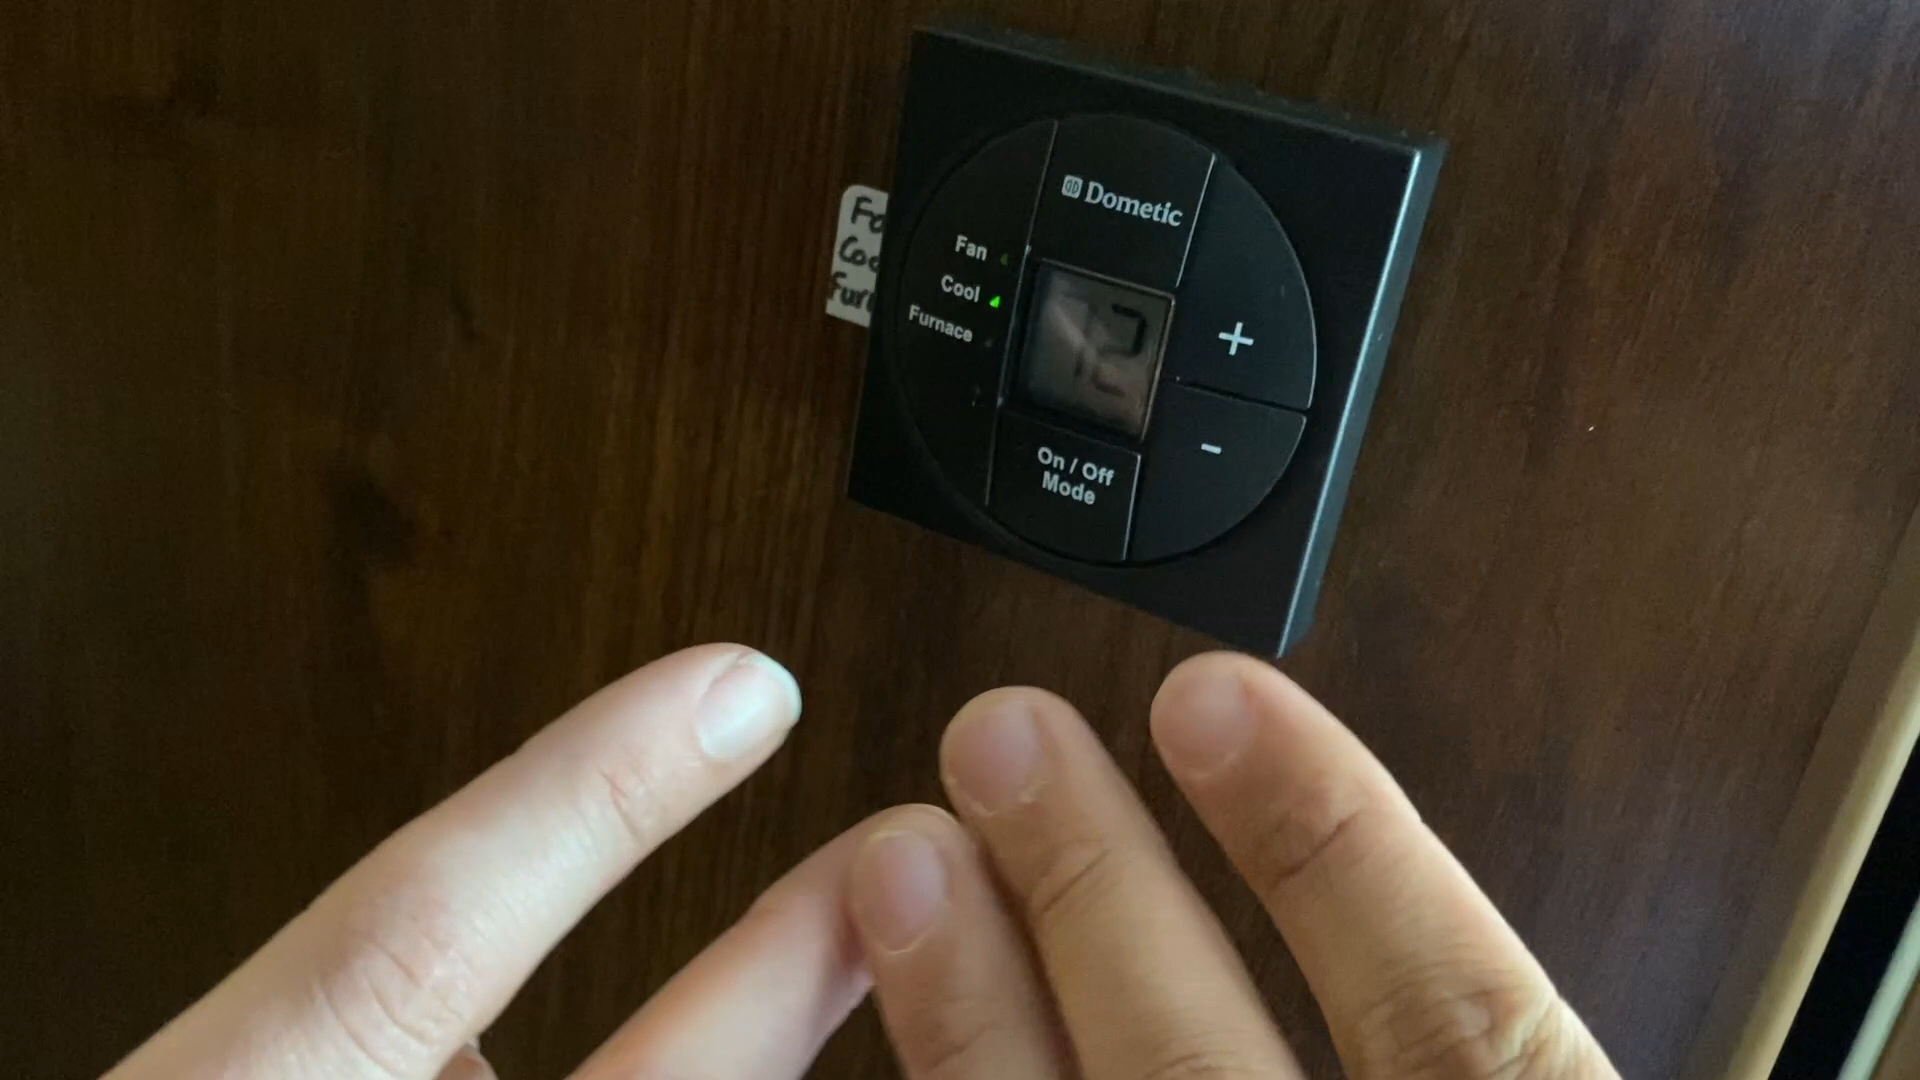 Dometic
Fan
Cool
Furnace
+
-
On / Off
Mode